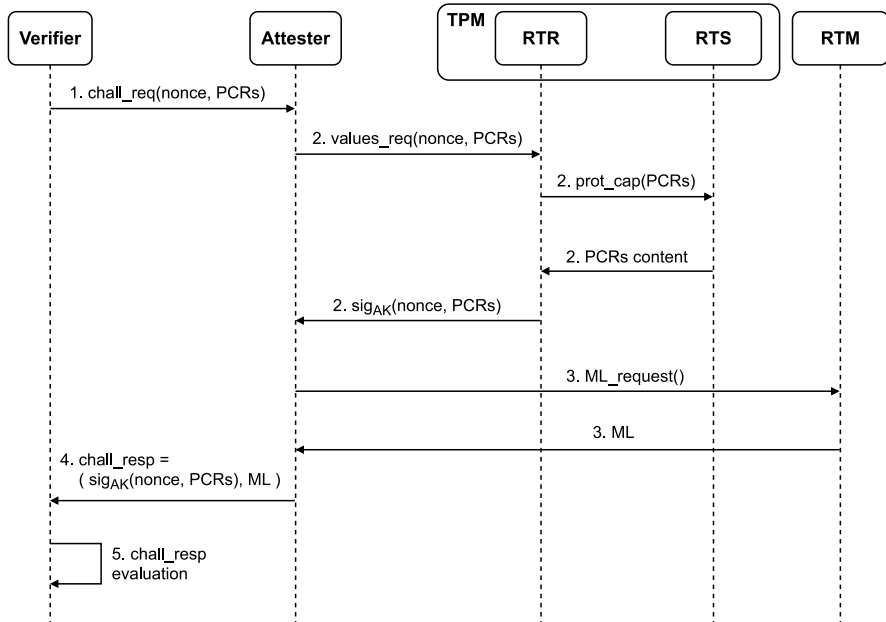 TPM
Verifier
Attester
RTR
RTS
RTM
1. chall_req(nonce, PCRs)
2. values_req(nonce, PCRs)
2. prot_cap(PCRs)
2. PCRs content
2. sigAK(nonce, PCRs)
3. ML_request()
3. ML
4. chall_resp =
( sigAK(nonce, PCRs), ML )
5. chall_resp
evaluation